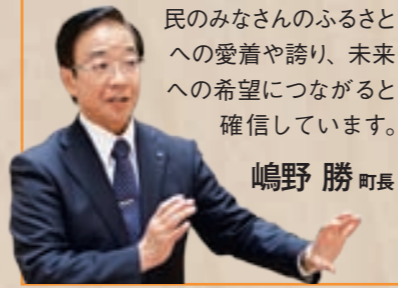 民のみなさんのふるさと
への愛着や誇り、未来
への希望につながると
確信しています。
嶋野 勝 町長